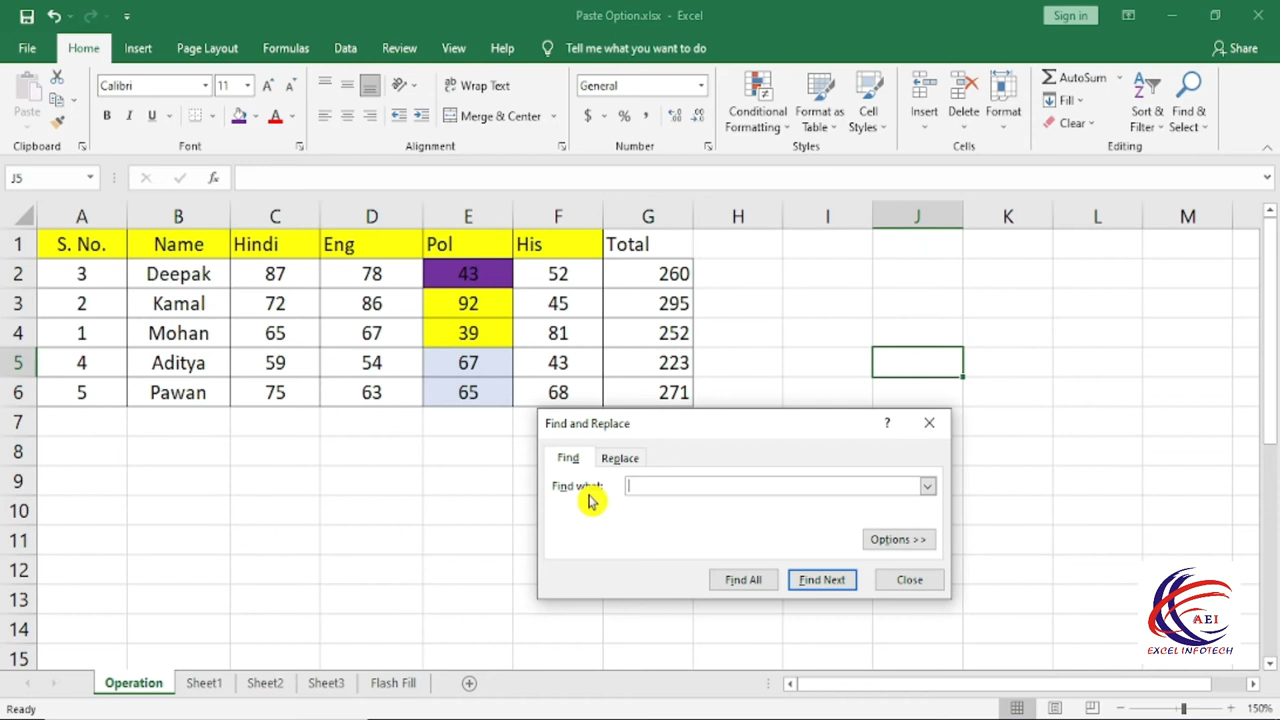 Paste Option.xlsx - Excel
Sign in
File Home Insert Page Layout Formulas Data Review View Help Tell me what you want to do Share
Paste
Clipboard
Calibri 11 A A
B I U A
Font
Wrap Text
Merge & Center
Alignment
General
$ % ,
Number
Conditional Formatting
Format as Table
Cell Styles
Styles
Insert Delete Format
Cells
AutoSum
Fill
Clear
Sort & Filter
Find & Select
Editing
J5 fx
A B C D E F G H I J K L M
1 S. No. Name Hindi Eng Pol His Total
2 3 Deepak 87 78 43 52 260
3 2 Kamal 72 86 92 45 295
4 1 Mohan 65 67 39 81 252
5 4 Aditya 59 54 67 43 223
6 5 Pawan 75 63 65 68 271
7
8
9
10
11
12
13
14
15
Find and Replace ?
Find Replace
Find what:
Options >>
Find All Find Next Close
AEI
EXCEL INFOTECH
Operation Sheet1 Sheet2 Sheet3 Flash Fill
Ready 150%